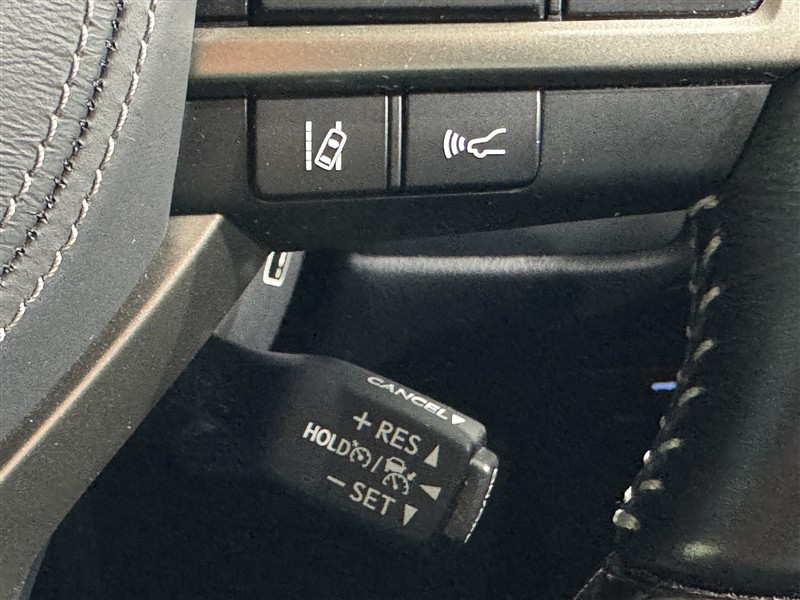 CANCEL▼
+ RES ▲
HOLD /
− SET ▼